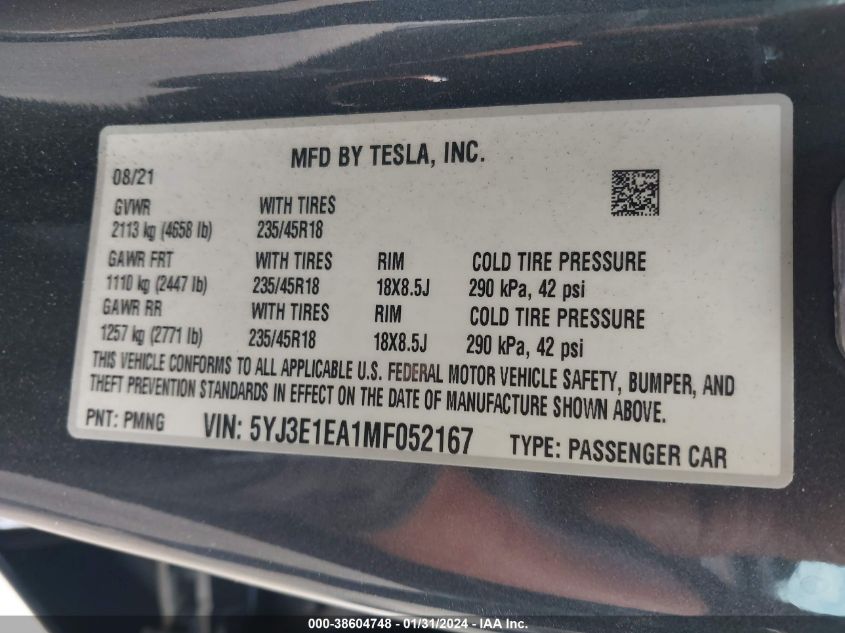 MFD BY TESLA, INC.
08/21
GVWR WITH TIRES
2113 kg (4658 lb) 235/45R18
GAWR FRT WITH TIRES RIM COLD TIRE PRESSURE
1110 kg (2447 lb) 235/45R18 18X8.5J 290 kPa, 42 psi
GAWR RR WITH TIRES RIM COLD TIRE PRESSURE
1257 kg (2771 lb) 235/45R18 18X8.5J 290 kPa, 42 psi
THIS VEHICLE CONFORMS TO ALL APPLICABLE U.S. FEDERAL MOTOR VEHICLE SAFETY, BUMPER, AND
THEFT PREVENTION STANDARDS IN EFFECT ON THE DATE OF MANUFACTURE SHOWN ABOVE.
PNT: PMNG VIN: 5YJ3E1EA1MF052167 TYPE: PASSENGER CAR
000-38604748 - 01/31/2024 - IAA Inc.